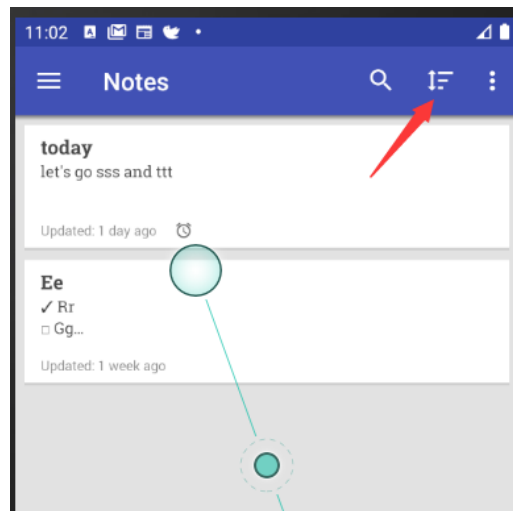 11:02
Notes
today
let's go sss and ttt
Updated: 1 day ago
Ee
✓ Rr
□ Gg...
Updated: 1 week ago